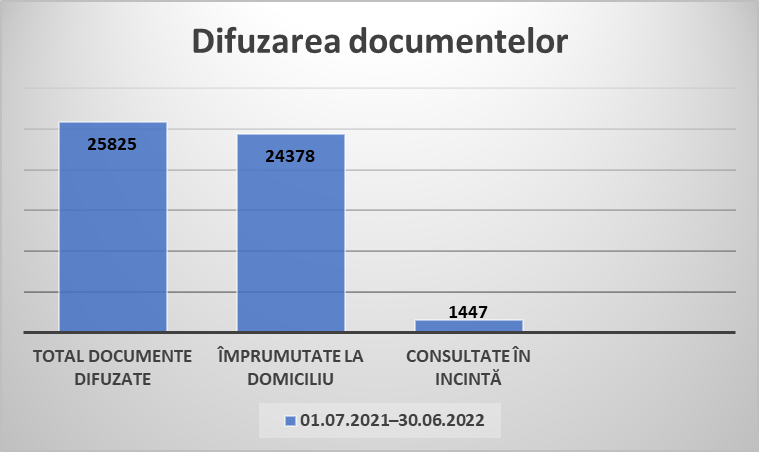 Difuzarea documentelor
25825
24378
1447
TOTAL DOCUMENTE
DIFUZATE
ÎMPRUMUTATE LA
DOMICILIU
CONSULTATE ÎN
INCINTĂ
01.07.2021–30.06.2022